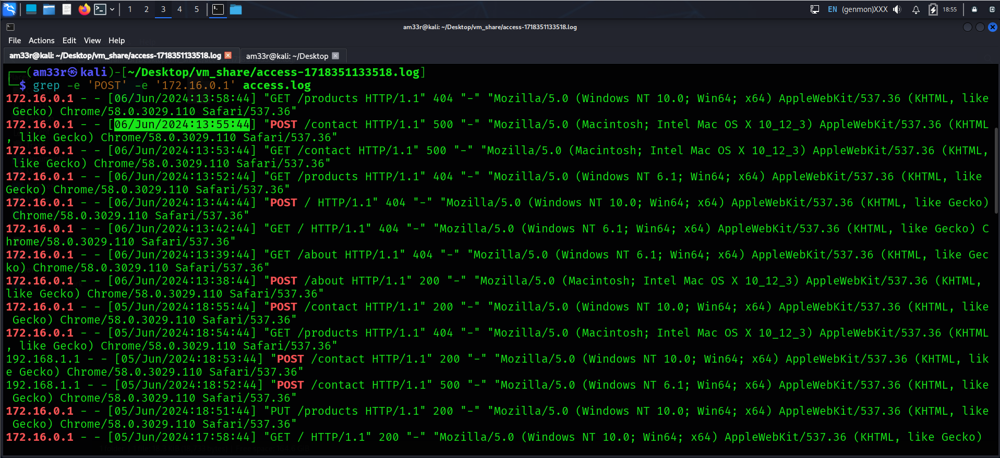 1 2 3 4 5 EN (genmon)XXX 18:55
am33r@kali: ~/Desktop/vm_share/access-1718351133518.log
File Actions Edit View Help
am33r@kali: ~/Desktop/vm_share/access-1718351133518.log am33r@kali: ~/Desktop
┌──(am33r㉿kali)-[~/Desktop/vm_share/access-1718351133518.log]
└─$ grep -e 'POST' -e '172.16.0.1' access.log
172.16.0.1 - - [06/Jun/2024:13:58:44] "GET /products HTTP/1.1" 404 "-" "Mozilla/5.0 (Windows NT 10.0; Win64; x64) AppleWebKit/537.36 (KHTML, like
Gecko) Chrome/58.0.3029.110 Safari/537.36"
172.16.0.1 - - [06/Jun/2024:13:55:44] "POST /contact HTTP/1.1" 500 "-" "Mozilla/5.0 (Macintosh; Intel Mac OS X 10_12_3) AppleWebKit/537.36 (KHTML
, like Gecko) Chrome/58.0.3029.110 Safari/537.36"
172.16.0.1 - - [06/Jun/2024:13:53:44] "GET /contact HTTP/1.1" 500 "-" "Mozilla/5.0 (Macintosh; Intel Mac OS X 10_12_3) AppleWebKit/537.36 (KHTML,
like Gecko) Chrome/58.0.3029.110 Safari/537.36"
172.16.0.1 - - [06/Jun/2024:13:52:44] "GET /products HTTP/1.1" 404 "-" "Mozilla/5.0 (Windows NT 6.1; Win64; x64) AppleWebKit/537.36 (KHTML, like
Gecko) Chrome/58.0.3029.110 Safari/537.36"
172.16.0.1 - - [06/Jun/2024:13:44:44] "POST / HTTP/1.1" 404 "-" "Mozilla/5.0 (Windows NT 10.0; Win64; x64) AppleWebKit/537.36 (KHTML, like Gecko)
Chrome/58.0.3029.110 Safari/537.36"
172.16.0.1 - - [06/Jun/2024:13:42:44] "GET / HTTP/1.1" 404 "-" "Mozilla/5.0 (Windows NT 6.1; Win64; x64) AppleWebKit/537.36 (KHTML, like Gecko) C
hrome/58.0.3029.110 Safari/537.36"
172.16.0.1 - - [06/Jun/2024:13:39:44] "GET /about HTTP/1.1" 404 "-" "Mozilla/5.0 (Windows NT 6.1; Win64; x64) AppleWebKit/537.36 (KHTML, like Gec
ko) Chrome/58.0.3029.110 Safari/537.36"
172.16.0.1 - - [06/Jun/2024:13:38:44] "POST /about HTTP/1.1" 200 "-" "Mozilla/5.0 (Macintosh; Intel Mac OS X 10_12_3) AppleWebKit/537.36 (KHTML,
like Gecko) Chrome/58.0.3029.110 Safari/537.36"
172.16.0.1 - - [05/Jun/2024:18:55:44] "POST /contact HTTP/1.1" 200 "-" "Mozilla/5.0 (Windows NT 10.0; Win64; x64) AppleWebKit/537.36 (KHTML, like
Gecko) Chrome/58.0.3029.110 Safari/537.36"
172.16.0.1 - - [05/Jun/2024:18:54:44] "GET /products HTTP/1.1" 404 "-" "Mozilla/5.0 (Macintosh; Intel Mac OS X 10_12_3) AppleWebKit/537.36 (KHTML
, like Gecko) Chrome/58.0.3029.110 Safari/537.36"
192.168.1.1 - - [05/Jun/2024:18:53:44] "POST /contact HTTP/1.1" 200 "-" "Mozilla/5.0 (Windows NT 10.0; Win64; x64) AppleWebKit/537.36 (KHTML, lik
e Gecko) Chrome/58.0.3029.110 Safari/537.36"
192.168.1.1 - - [05/Jun/2024:18:52:44] "POST /contact HTTP/1.1" 500 "-" "Mozilla/5.0 (Windows NT 6.1; Win64; x64) AppleWebKit/537.36 (KHTML, like
Gecko) Chrome/58.0.3029.110 Safari/537.36"
172.16.0.1 - - [05/Jun/2024:18:51:44] "PUT /products HTTP/1.1" 200 "-" "Mozilla/5.0 (Windows NT 10.0; Win64; x64) AppleWebKit/537.36 (KHTML, like
Gecko) Chrome/58.0.3029.110 Safari/537.36"
172.16.0.1 - - [05/Jun/2024:17:58:44] "GET / HTTP/1.1" 200 "-" "Mozilla/5.0 (Windows NT 10.0; Win64; x64) AppleWebKit/537.36 (KHTML, like Gecko)